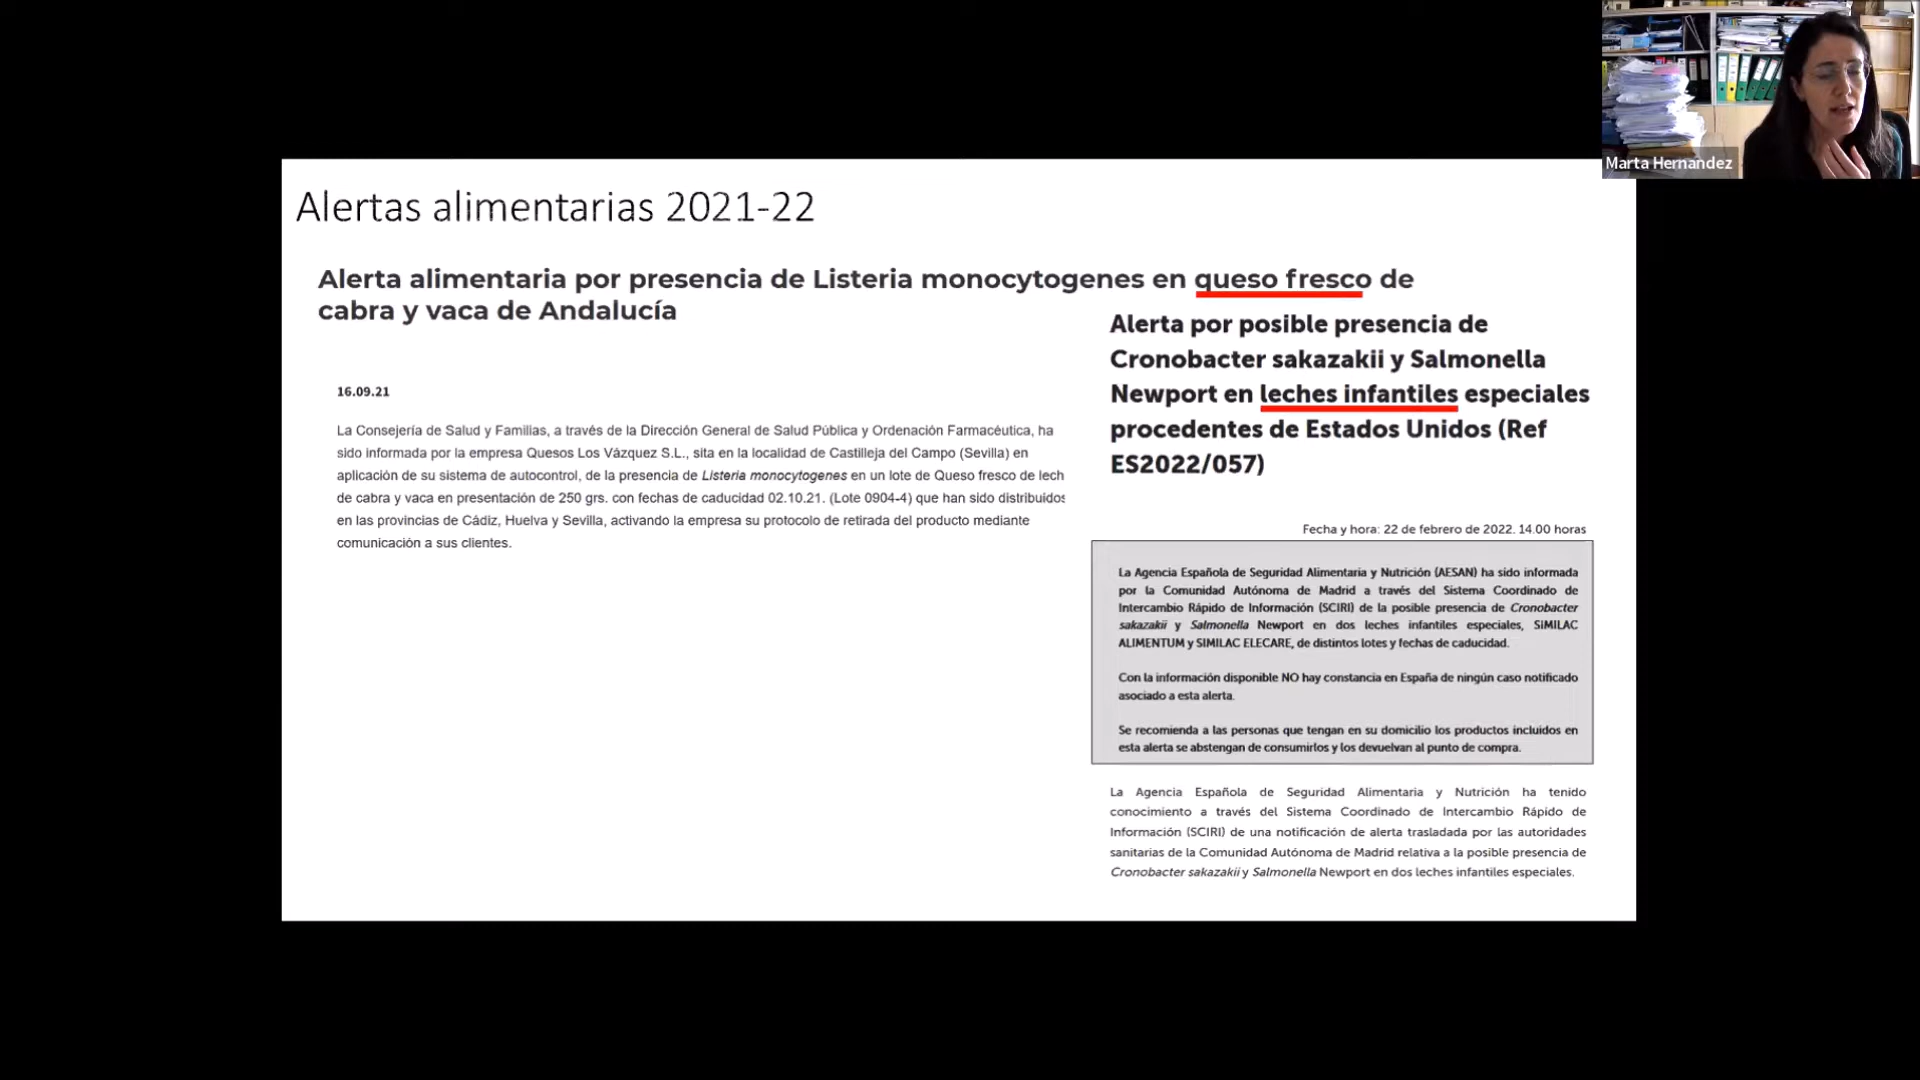 Marta Hernandez
Alertas alimentarias 2021-22
Alerta alimentaria por presencia de Listeria monocytogenes en queso fresco de
cabra y vaca de Andalucía
16.09.21
La Consejería de Salud y Familias, a través de la Dirección General de Salud Pública y Ordenación Farmacéutica, ha
sido informada por la empresa Quesos Los Vázquez S.L., sita en la localidad de Castilleja del Campo (Sevilla) en
aplicación de su sistema de autocontrol, de la presencia de Listeria monocytogenes en un lote de Queso fresco de lech
de cabra y vaca en presentación de 250 grs. con fechas de caducidad 02.10.21. (Lote 0904-4) que han sido distribuidos
en las provincias de Cádiz, Huelva y Sevilla, activando la empresa su protocolo de retirada del producto mediante
comunicación a sus clientes.
Alerta por posible presencia de
Cronobacter sakazakii y Salmonella
Newport en leches infantiles especiales
procedentes de Estados Unidos (Ref
ES2022/057)
Fecha y hora: 22 de febrero de 2022. 14.00 horas
La Agencia Española de Seguridad Alimentaria y Nutrición (AESAN) ha sido informada
por la Comunidad Autónoma de Madrid a través del Sistema Coordinado de
Intercambio Rápido de Información (SCIRI) de la posible presencia de Cronobacter
sakazakii y Salmonella Newport en dos leches infantiles especiales, SiMILAC
ALIMENTUM y SIMILAC ELECARE, de distintos lotes y fechas de caducidad.
Con la información disponible NO hay constancia en España de ningún caso notificado
asociado a esta alerta.
Se recomienda a las personas que tengan en su domicilio los productos incluidos en
esta alerta se abstengan de consumirlos y los devuelvan al punto de compra.
La Agencia Española de Seguridad Alimentaria y Nutrición ha tenido
conocimiento a través del Sistema Coordinado de Intercambio Rápido de
Información (SCIRI) de una notificación de alerta trasladada por las autoridades
sanitarias de la Comunidad Autónoma de Madrid relativa a la posible presencia de
Cronobacter sakazakii y Salmonella Newport en dos leches infantiles especiales.